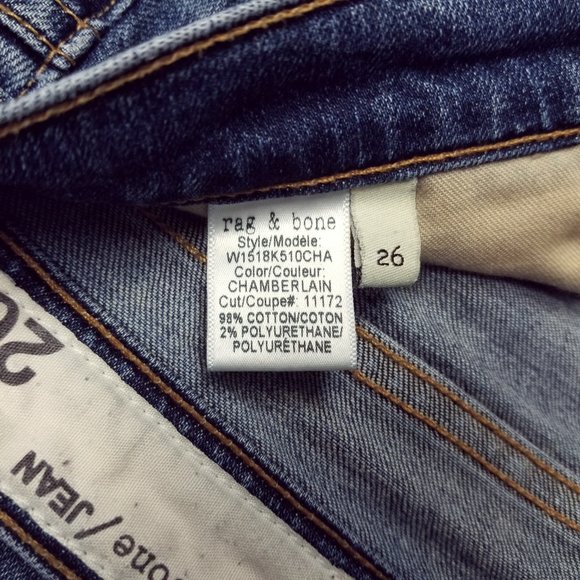 rag & bone
Style/Modèle:
W1518K510CHA
Color/Couleur:
CHAMBERLAIN
Cut/Coupe#: 11172
98% COTTON/COTON
2% POLYURETHANE/
POLYURÉTHANE
26
one/JEAN